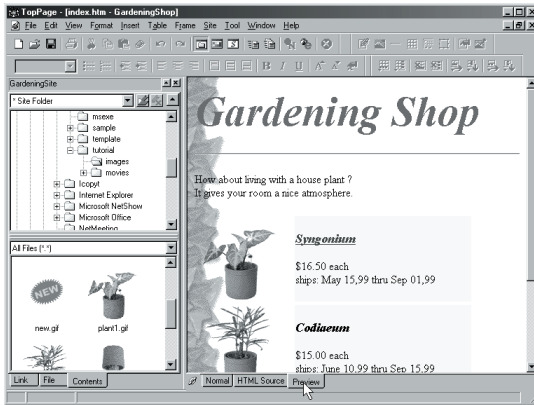 TopPage - [index.htm - GardeningShop]
File Edit View Format Insert Table Frame Site Tool Window Help
B I U
GardeningSite
* Site Folder
msexe
sample
template
tutorial
images
movies
Icopyt
Internet Explorer
Microsoft NetShow
Microsoft Office
NetMeeting
All Files (*.*)
NEW
new.gif plant1.gif
Link File Contents
Gardening Shop
How about living with a house plant ?
It gives your room a nice atmosphere.
Syngonium
$16.50 each
ships: May 15,99 thru Sep 01,99
Codiaeum
$15.00 each
ships: June 10,99 thru Sep 15,99
Normal HTML Source Preview